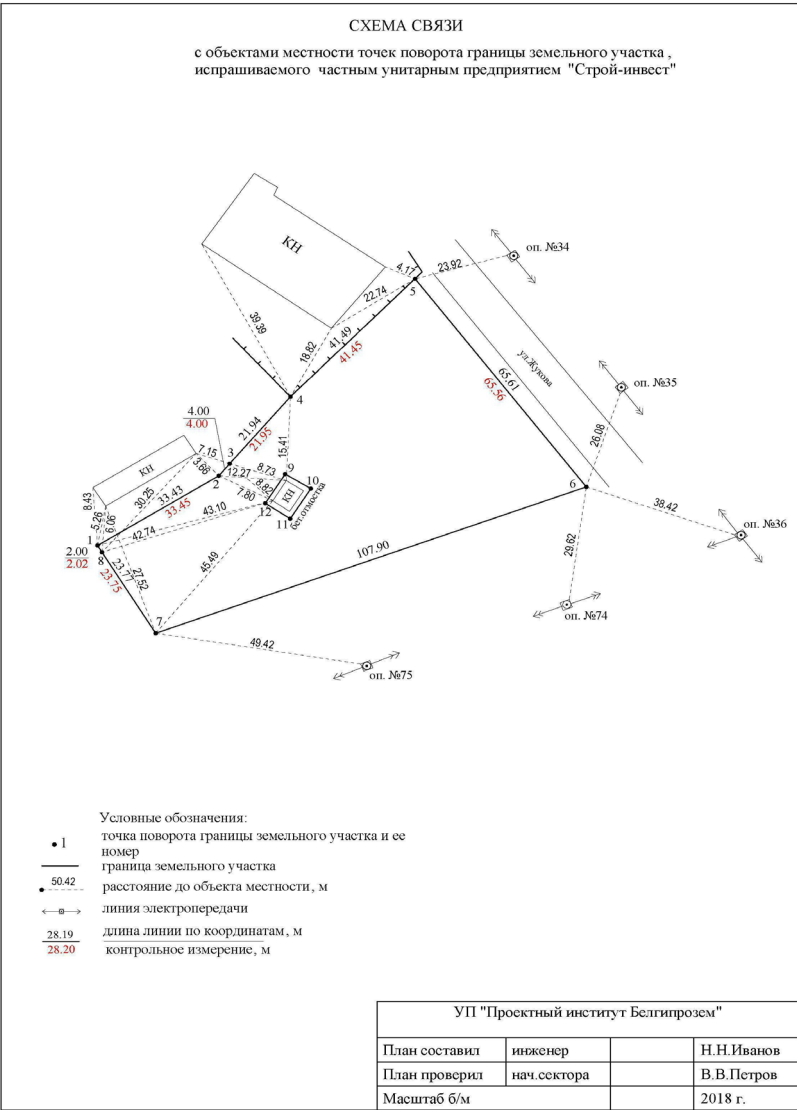 СХЕМА СВЯЗИ
с объектами местности точек поворота границы земельного участка ,
испрашиваемого частным унитарным предприятием "Строй-инвест"
КН
39.39
18.82
22.74
4.17
5
23.92
оп. №34
41.49
41.45
ул.Жукова
65.61
65.56
оп. №35
26.08
6
38.42
оп. №36
29.62
оп. №74
4
21.94
21.95
15.41
4.00
4.00
7.15
3
3.66
2
12.27
8.73
9
10
8.82
7.80
КН
12
11
ост.отмостка
КН
8.43
5.26
6.06
30.25
33.43
33.45
43.10
42.74
1
2.00
2.02
8
23.77
23.75
27.52
45.49
107.90
7
49.42
оп. №75
Условные обозначения:
1
точка поворота границы земельного участка и ее
номер
граница земельного участка
50.42
расстояние до объекта местности, м
линия электропередачи
28.19
длина линии по координатам, м
28.20
контрольное измерение, м
УП "Проектный институт Белгипрозем"
План составил инженер Н.Н.Иванов
План проверил нач.сектора В.В.Петров
Масштаб б/м 2018 г.